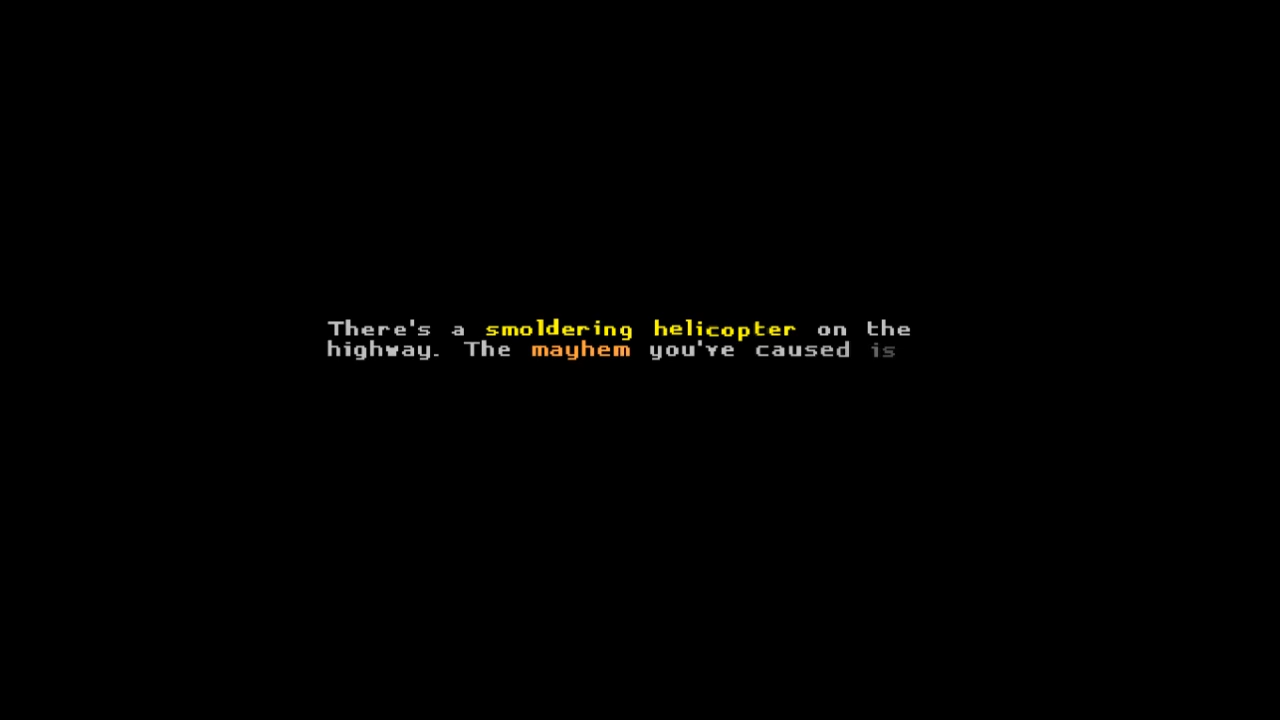 There's a smoldering helicopter on the
highway. The mayhem you've caused is